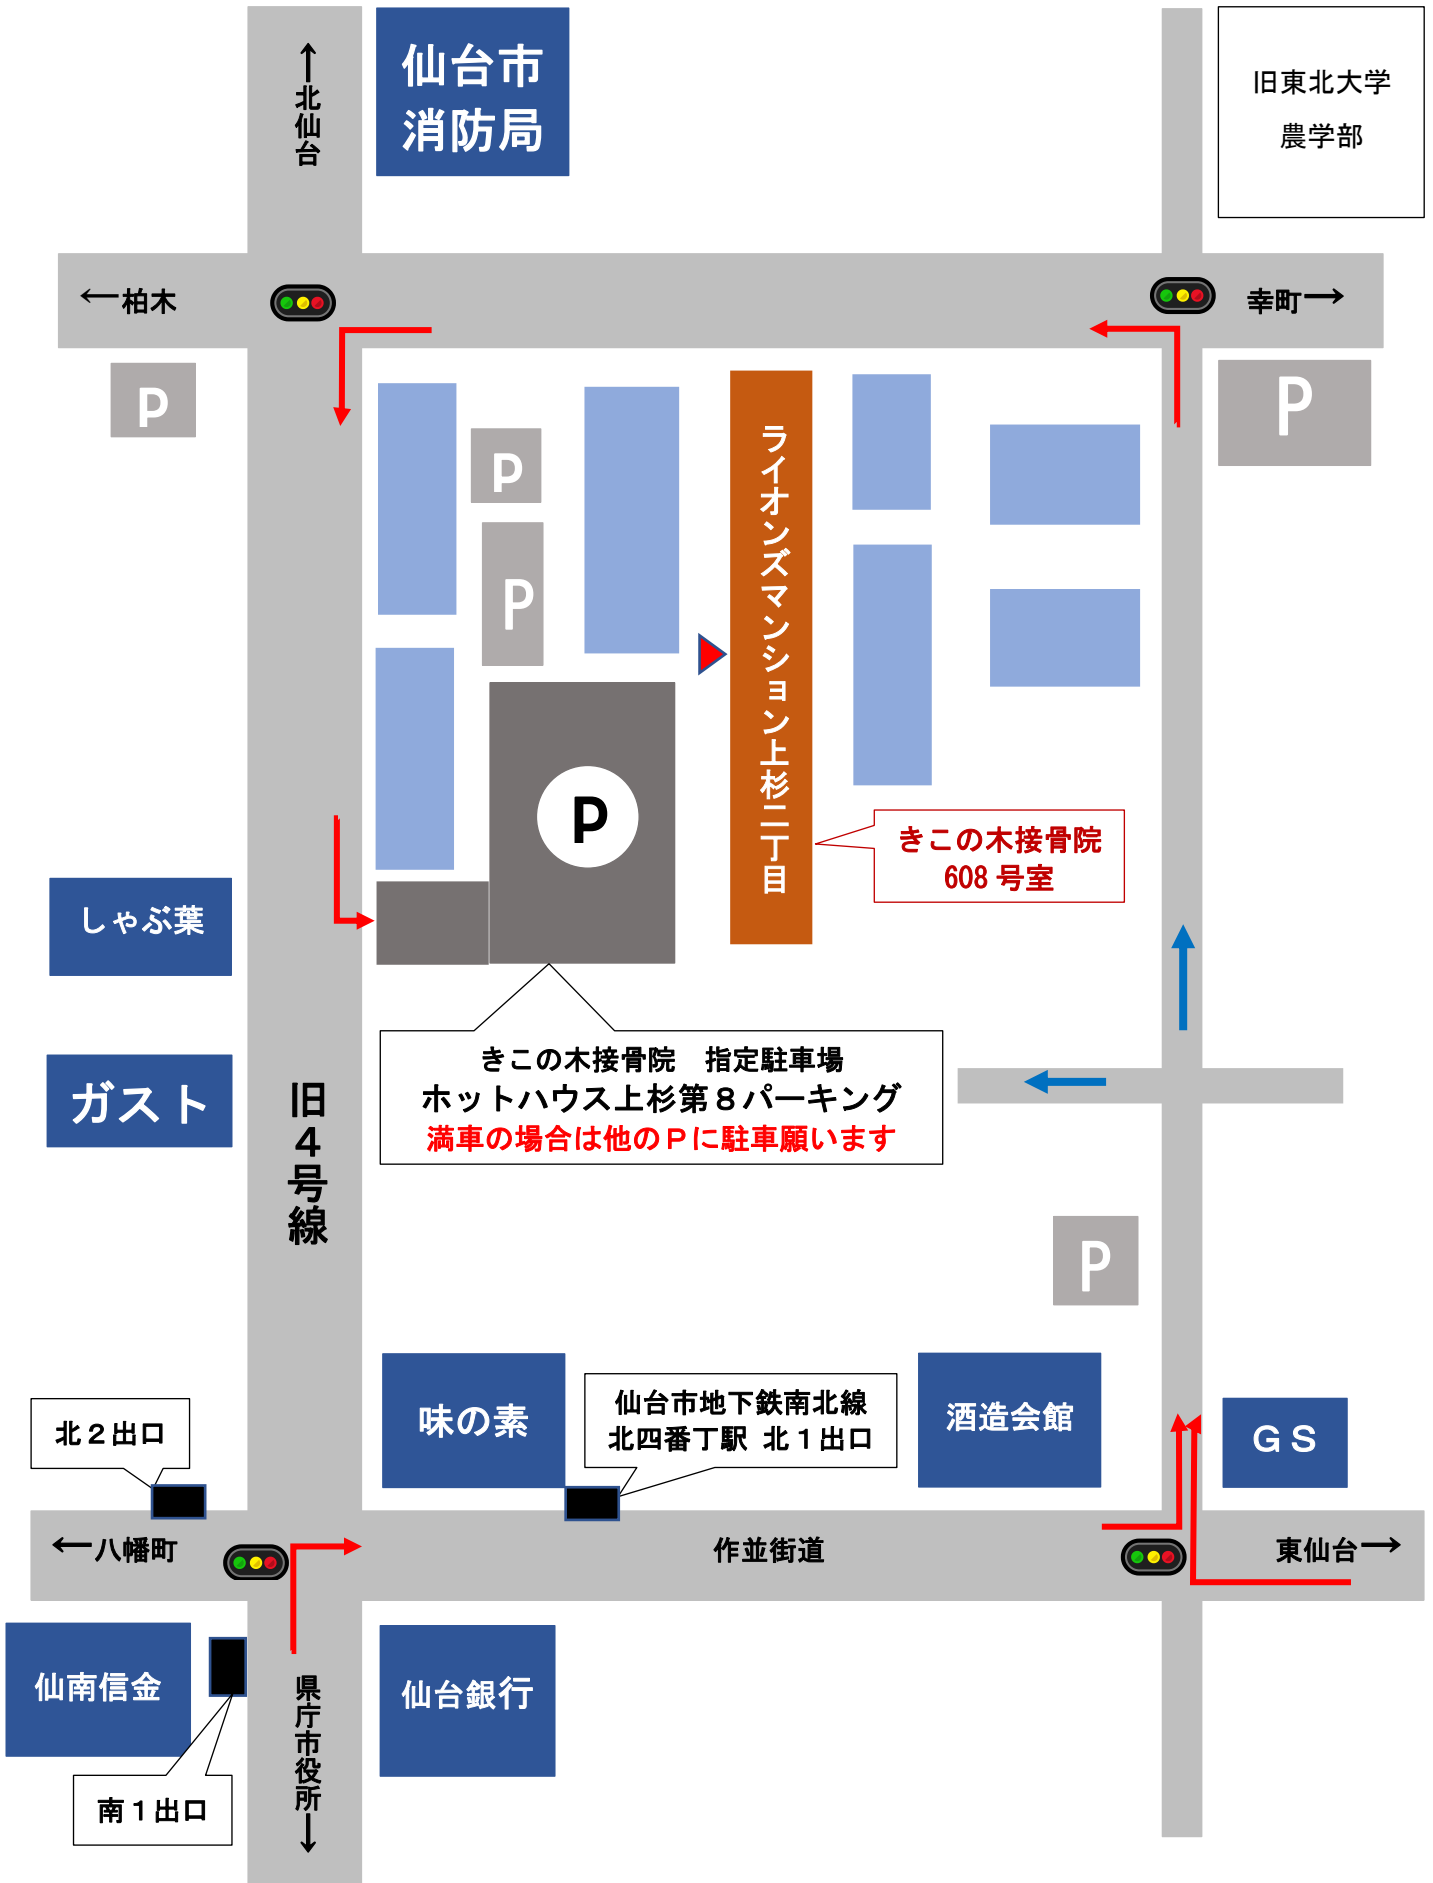 ↑北仙台
仙台市
消防局
旧東北大学
農学部
←柏木
幸町→
P
P
P
P
P
ライオンズマンション上杉二丁目
きこの木接骨院
608 号室
しゃぶ葉
ガスト
旧4号線
きこの木接骨院　指定駐車場
ホットハウス上杉第8パーキング
満車の場合は他のPに駐車願います
P
味の素
仙台市地下鉄南北線
北四番丁駅 北1出口
酒造会館
GS
北2出口
←八幡町
作並街道
東仙台→
仙南信金
仙台銀行
県庁市役所→
南1出口